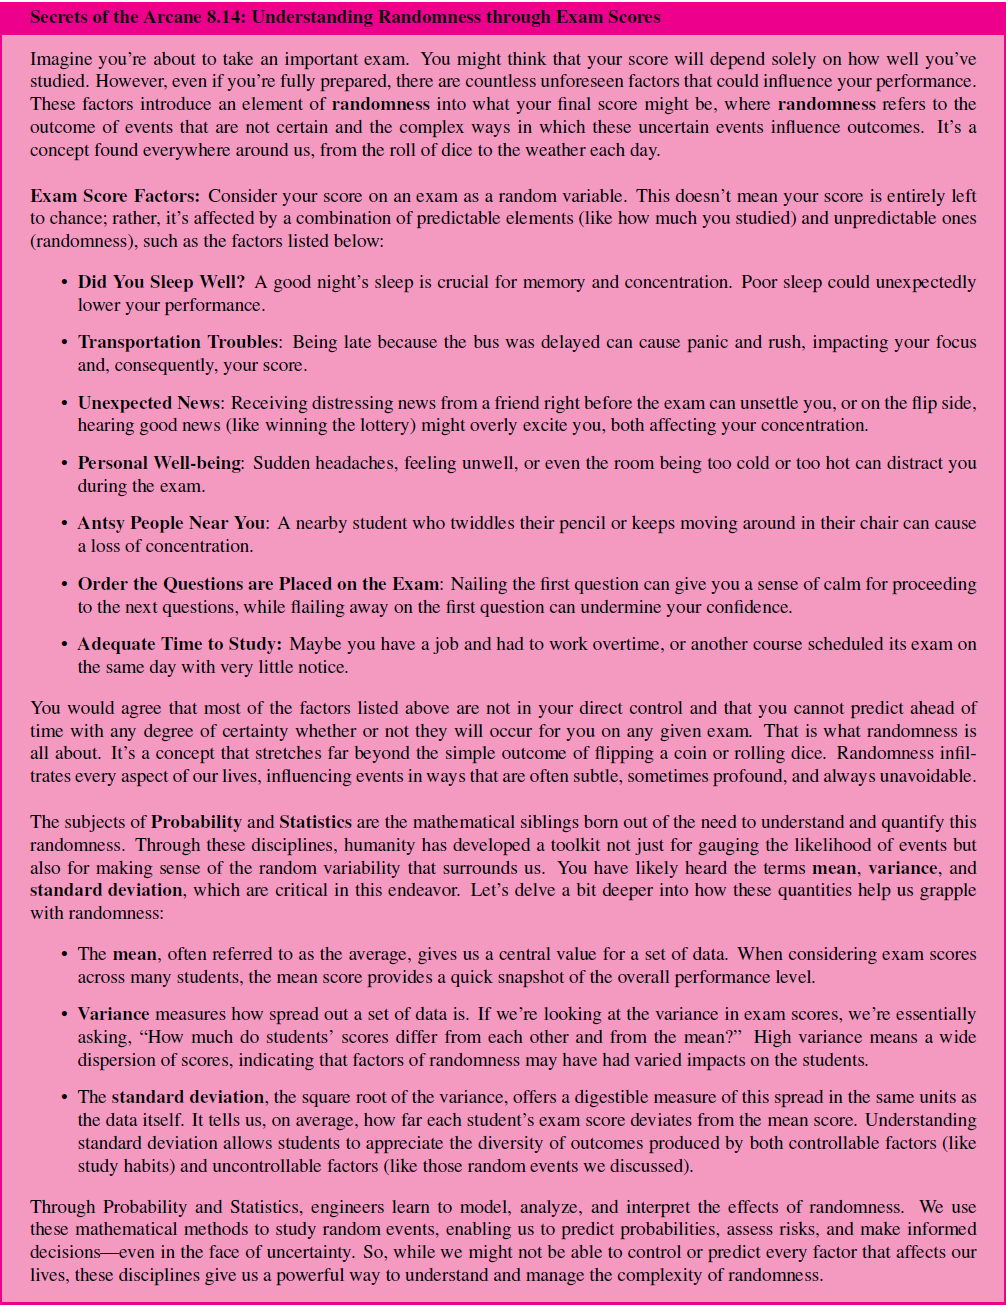 Secrets of the Arcane 8.14: Understanding Randomness through Exam Scores
Imagine you're about to take an important exam. You might think that your score will depend solely on how well you've
studied. However, even if you're fully prepared, there are countless unforeseen factors that could influence your performance.
These factors introduce an element of randomness into what your final score might be, where randomness refers to the
outcome of events that are not certain and the complex ways in which these uncertain events influence outcomes. It's a
concept found everywhere around us, from the roll of dice to the weather each day.
Exam Score Factors: Consider your score on an exam as a random variable. This doesn't mean your score is entirely left
to chance; rather, it's affected by a combination of predictable elements (like how much you studied) and unpredictable ones
(randomness), such as the factors listed below:
• Did You Sleep Well? A good night's sleep is crucial for memory and concentration. Poor sleep could unexpectedly
lower your performance.
• Transportation Troubles: Being late because the bus was delayed can cause panic and rush, impacting your focus
and, consequently, your score.
• Unexpected News: Receiving distressing news from a friend right before the exam can unsettle you, or on the flip side,
hearing good news (like winning the lottery) might overly excite you, both affecting your concentration.
• Personal Well-being: Sudden headaches, feeling unwell, or even the room being too cold or too hot can distract you
during the exam.
• Antsy People Near You: A nearby student who twiddles their pencil or keeps moving around in their chair can cause
a loss of concentration.
• Order the Questions are Placed on the Exam: Nailing the first question can give you a sense of calm for proceeding
to the next questions, while flailing away on the first question can undermine your confidence.
• Adequate Time to Study: Maybe you have a job and had to work overtime, or another course scheduled its exam on
the same day with very little notice.
You would agree that most of the factors listed above are not in your direct control and that you cannot predict ahead of
time with any degree of certainty whether or not they will occur for you on any given exam. That is what randomness is
all about. It's a concept that stretches far beyond the simple outcome of flipping a coin or rolling dice. Randomness infil-
trates every aspect of our lives, influencing events in ways that are often subtle, sometimes profound, and always unavoidable.
The subjects of Probability and Statistics are the mathematical siblings born out of the need to understand and quantify this
randomness. Through these disciplines, humanity has developed a toolkit not just for gauging the likelihood of events but
also for making sense of the random variability that surrounds us. You have likely heard the terms mean, variance, and
standard deviation, which are critical in this endeavor. Let's delve a bit deeper into how these quantities help us grapple
with randomness:
• The mean, often referred to as the average, gives us a central value for a set of data. When considering exam scores
across many students, the mean score provides a quick snapshot of the overall performance level.
• Variance measures how spread out a set of data is. If we're looking at the variance in exam scores, we're essentially
asking, "How much do students' scores differ from each other and from the mean?" High variance means a wide
dispersion of scores, indicating that factors of randomness may have had varied impacts on the students.
• The standard deviation, the square root of the variance, offers a digestible measure of this spread in the same units as
the data itself. It tells us, on average, how far each student's exam score deviates from the mean score. Understanding
standard deviation allows students to appreciate the diversity of outcomes produced by both controllable factors (like
study habits) and uncontrollable factors (like those random events we discussed).
Through Probability and Statistics, engineers learn to model, analyze, and interpret the effects of randomness. We use
these mathematical methods to study random events, enabling us to predict probabilities, assess risks, and make informed
decisions—even in the face of uncertainty. So, while we might not be able to control or predict every factor that affects our
lives, these disciplines give us a powerful way to understand and manage the complexity of randomness.